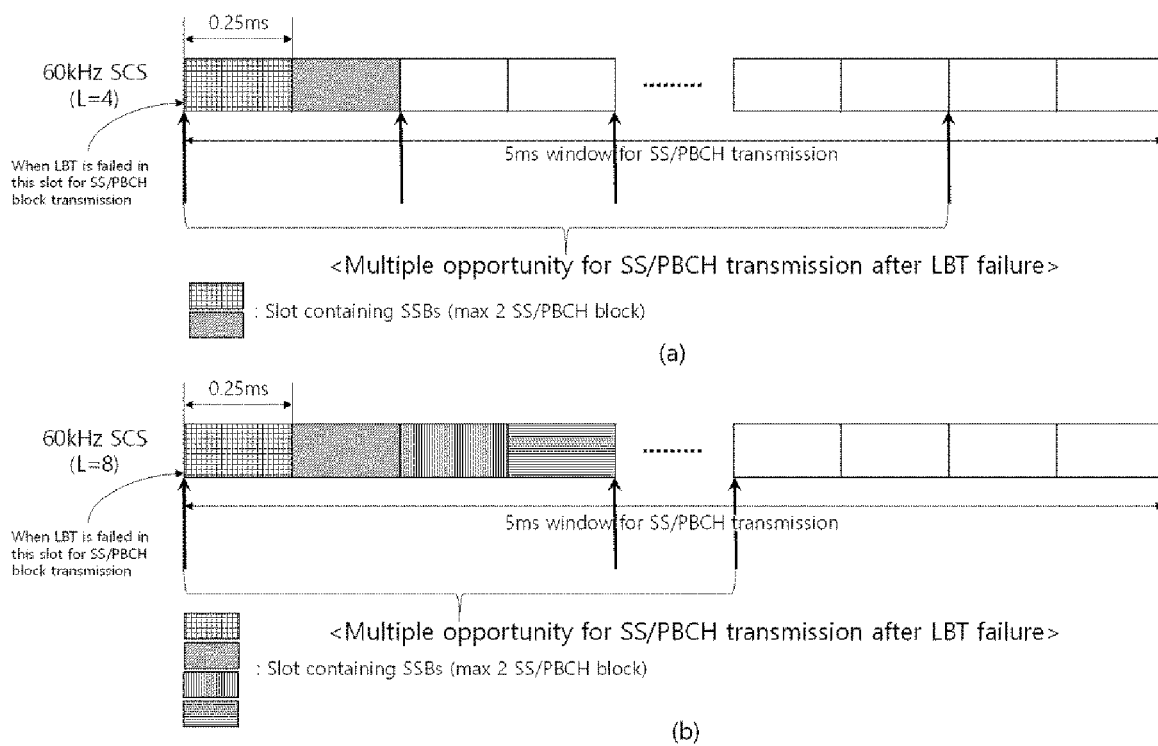 0.25ms
60kHz SCS
(L=4)
When LBT is failed in
this slot for SS/PBCH
block transmission
5ms window for SS/PBCH transmission
<Multiple opportunity for SS/PBCH transmission after LBT failure>
: Slot containing SSBs (max 2 SS/PBCH block)
(a)
0.25ms
60kHz SCS
(L=8)
When LBT is failed in
this slot for SS/PBCH
block transmission
5ms window for SS/PBCH transmission
<Multiple opportunity for SS/PBCH transmission after LBT failure>
: Slot containing SSBs (max 2 SS/PBCH block)
(b)